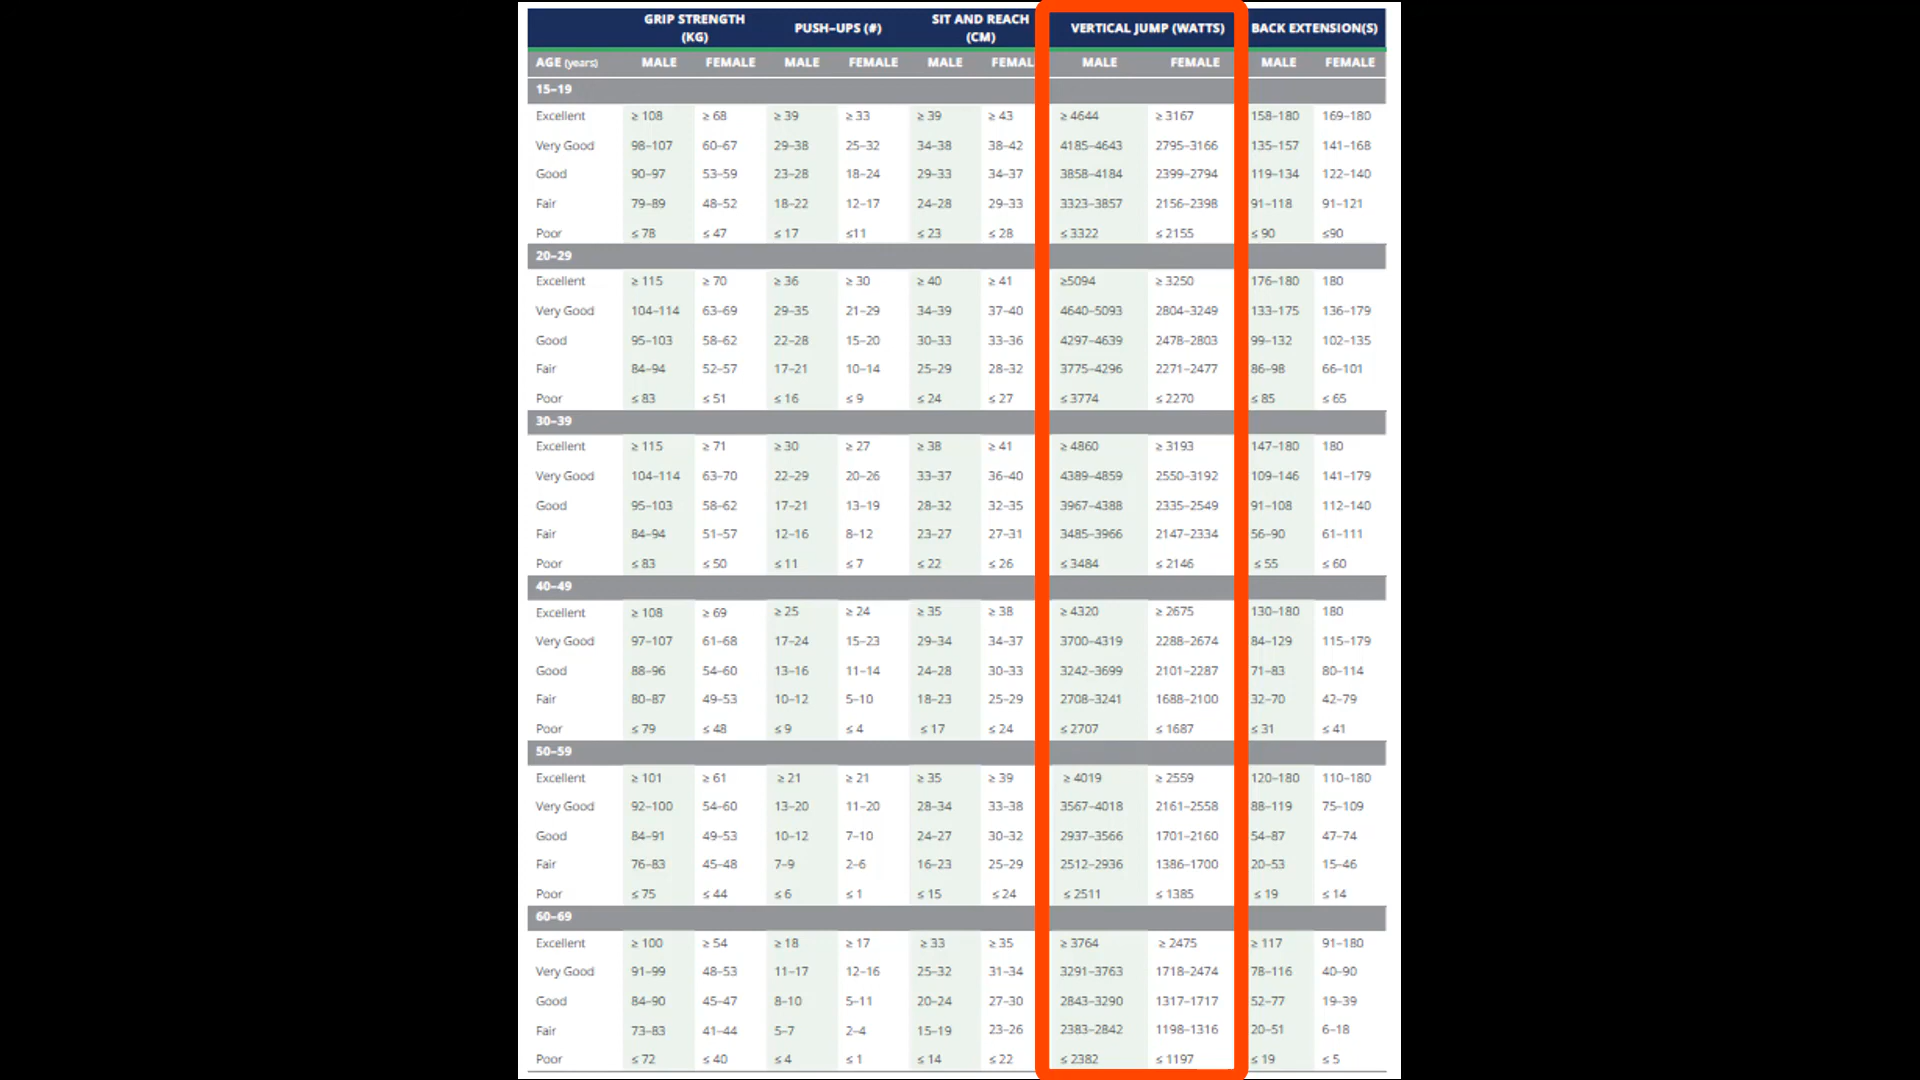 GRIP STRENGTH (KG) PUSH–UPS (#) SIT AND REACH (CM) VERTICAL JUMP (WATTS) BACK EXTENSION(S)
AGE (years) MALE FEMALE MALE FEMALE MALE FEMAL MALE FEMALE MALE FEMALE
15–19
Excellent ≥ 108 ≥ 68 ≥ 39 ≥ 33 ≥ 39 ≥ 43 ≥ 4644 ≥ 3167 158–180 169–180
Very Good 98–107 60–67 29–38 25–32 34–38 38–42 4185–4643 2795–3166 135–157 141–168
Good 90–97 53–59 23–28 18–24 29–33 34–37 3858–4184 2399–2794 119–134 122–140
Fair 79–89 48–52 18–22 12–17 24–28 29–33 3323–3857 2156–2398 91–118 91–121
Poor ≤ 78 ≤ 47 ≤ 17 ≤11 ≤ 23 ≤ 28 ≤ 3322 ≤ 2155 ≤ 90 ≤90
20–29
Excellent ≥ 115 ≥ 70 ≥ 36 ≥ 30 ≥ 40 ≥ 41 ≥5094 ≥ 3250 176–180 180
Very Good 104–114 63–69 29–35 21–29 34–39 37–40 4640–5093 2804–3249 133–175 136–179
Good 95–103 58–62 22–28 15–20 30–33 33–36 4297–4639 2478–2803 99–132 102–135
Fair 84–94 52–57 17–21 10–14 25–29 28–32 3775–4296 2271–2477 86–98 66–101
Poor ≤ 83 ≤ 51 ≤ 16 ≤ 9 ≤ 24 ≤ 27 ≤ 3774 ≤ 2270 ≤ 85 ≤ 65
30–39
Excellent ≥ 115 ≥ 71 ≥ 30 ≥ 27 ≥ 38 ≥ 41 ≥ 4860 ≥ 3193 147–180 180
Very Good 104–114 63–70 22–29 20–26 33–37 36–40 4389–4859 2550–3192 109–146 141–179
Good 95–103 58–62 17–21 13–19 28–32 32–35 3967–4388 2335–2549 91–108 112–140
Fair 84–94 51–57 12–16 8–12 23–27 27–31 3485–3966 2147–2334 56–90 61–111
Poor ≤ 83 ≤ 50 ≤ 11 ≤ 7 ≤ 22 ≤ 26 ≤ 3484 ≤ 2146 ≤ 55 ≤ 60
40–49
Excellent ≥ 108 ≥ 69 ≥ 25 ≥ 24 ≥ 35 ≥ 38 ≥ 4320 ≥ 2675 130–180 180
Very Good 97–107 61–68 17–24 15–23 29–34 34–37 3700–4319 2288–2674 84–129 115–179
Good 88–96 54–60 13–16 11–14 24–28 30–33 3242–3699 2101–2287 71–83 80–114
Fair 80–87 49–53 10–12 5–10 18–23 25–29 2708–3241 1688–2100 32–70 42–79
Poor ≤ 79 ≤ 48 ≤ 9 ≤ 4 ≤ 17 ≤ 24 ≤ 2707 ≤ 1687 ≤ 31 ≤ 41
50–59
Excellent ≥ 101 ≥ 61 ≥ 21 ≥ 21 ≥ 35 ≥ 39 ≥ 4019 ≥ 2559 120–180 110–180
Very Good 92–100 54–60 13–20 11–20 28–34 33–38 3567–4018 2161–2558 88–119 75–109
Good 84–91 49–53 10–12 7–10 24–27 30–32 2937–3566 1701–2160 54–87 47–74
Fair 76–83 45–48 7–9 2–6 16–23 25–29 2512–2936 1386–1700 20–53 15–46
Poor ≤ 75 ≤ 44 ≤ 6 ≤ 1 ≤ 15 ≤ 24 ≤ 2511 ≤ 1385 ≤ 19 ≤ 14
60–69
Excellent ≥ 100 ≥ 54 ≥ 18 ≥ 17 ≥ 33 ≥ 35 ≥ 3764 ≥ 2475 ≥ 117 91–180
Very Good 91–99 48–53 11–17 12–16 25–32 31–34 3291–3763 1718–2474 78–116 40–90
Good 84–90 45–47 8–10 5–11 20–24 27–30 2843–3290 1317–1717 52–77 19–39
Fair 73–83 41–44 5–7 2–4 15–19 23–26 2383–2842 1198–1316 20–51 6–18
Poor ≤ 72 ≤ 40 ≤ 4 ≤ 1 ≤ 14 ≤ 22 ≤ 2382 ≤ 1197 ≤ 19 ≤ 5